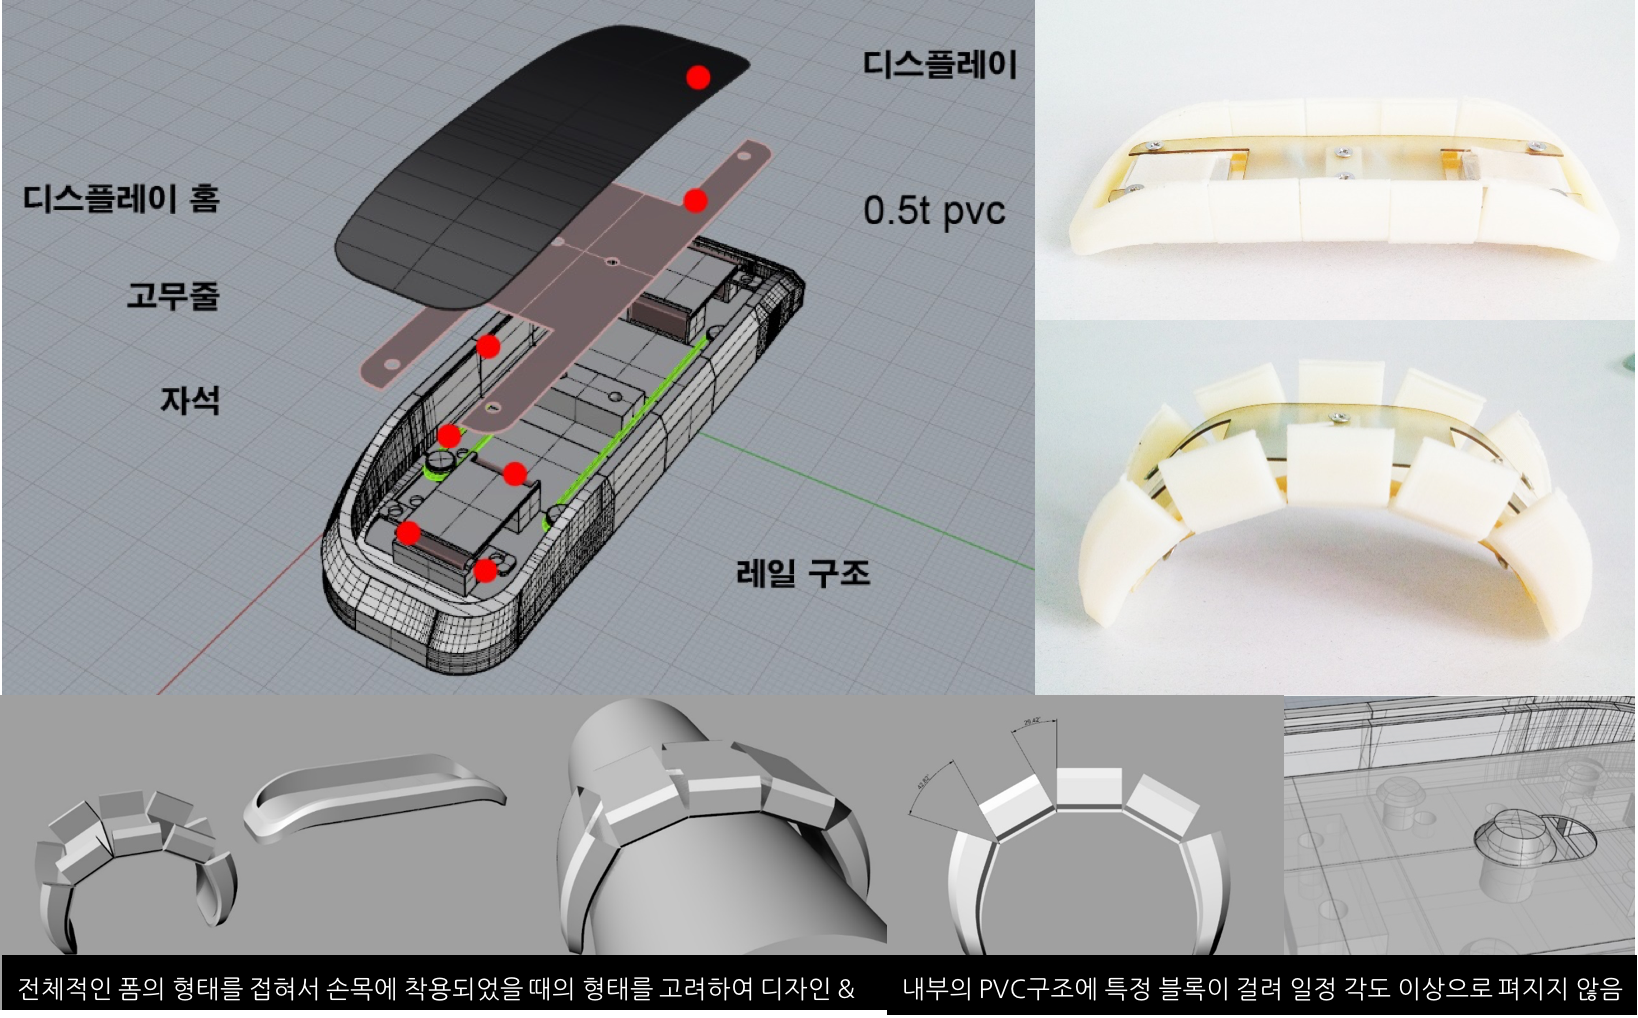 디스플레이
디스플레이 홈
0.5t pvc
고무줄
자석
레일 구조
전체적인 폼의 형태를 접혀서 손목에 착용되었을 때의 형태를 고려하여 디자인 &
내부의 PVC구조에 특정 블록이 걸려 일정 각도 이상으로 펴지지 않음